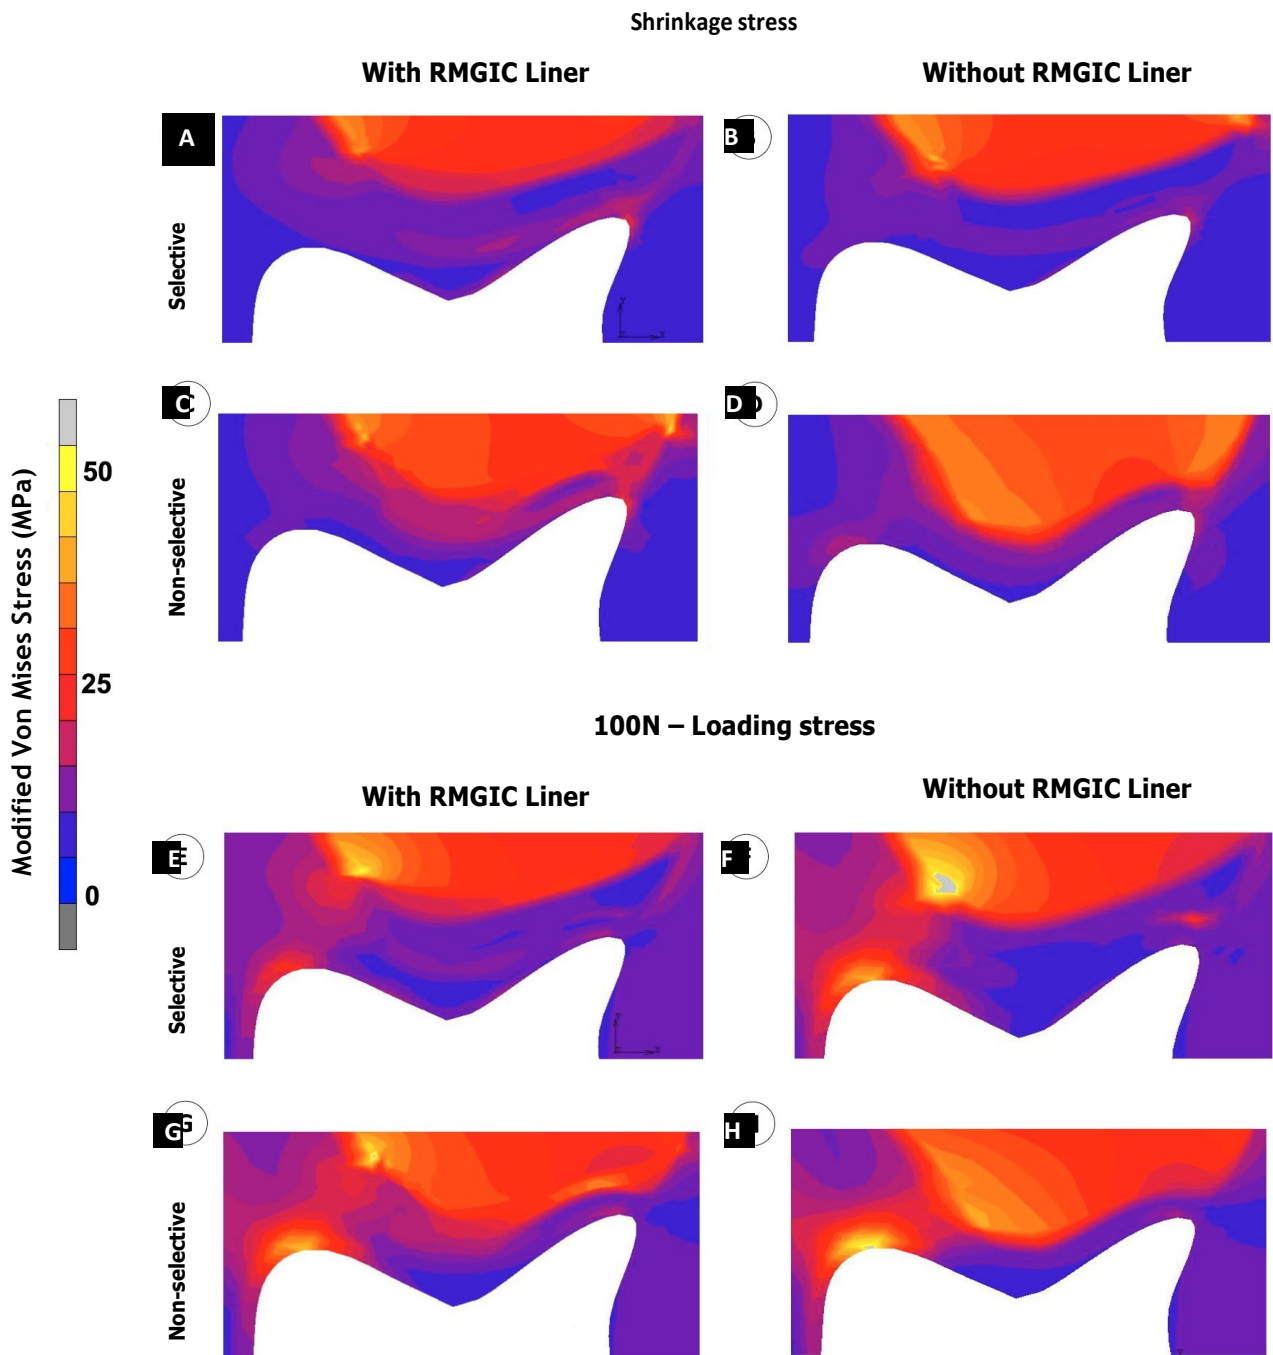 Shrinkage stress
With RMGIC Liner
Without RMGIC Liner
A
B
Selective
C
D
Non-selective
Modified Von Mises Stress (MPa)
50
25
0
100N – Loading stress
With RMGIC Liner
Without RMGIC Liner
E
F
Selective
G G
H
Non-selective